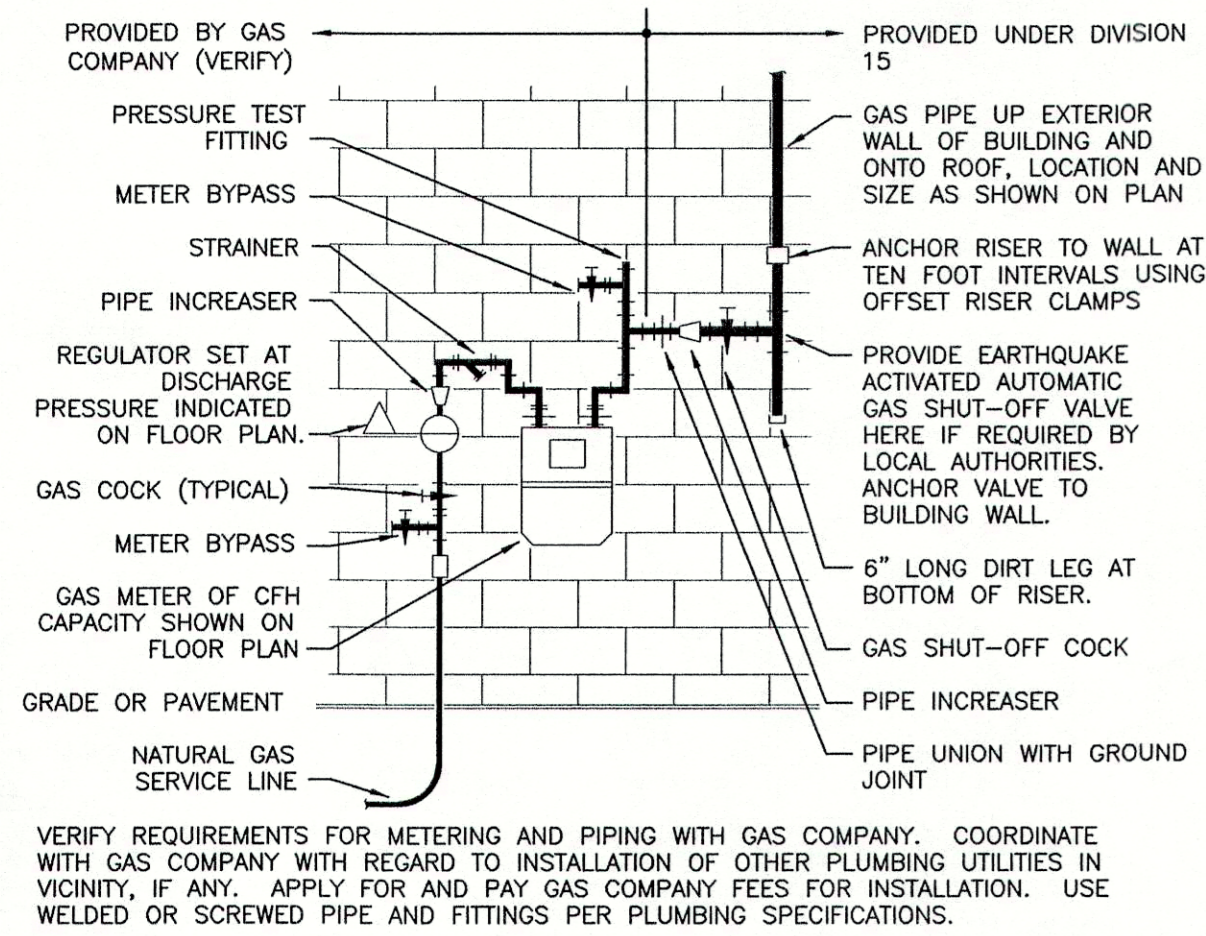 PROVIDED BY GAS
COMPANY (VERIFY)
PRESSURE TEST
FITTING
METER BYPASS
STRAINER
PIPE INCREASER
REGULATOR SET AT
DISCHARGE
PRESSURE INDICATED
ON FLOOR PLAN.
GAS COCK (TYPICAL)
METER BYPASS
GAS METER OF CFH
CAPACITY SHOWN ON
FLOOR PLAN
GRADE OR PAVEMENT
NATURAL GAS
SERVICE LINE
PROVIDED UNDER DIVISION
15
GAS PIPE UP EXTERIOR
WALL OF BUILDING AND
ONTO ROOF, LOCATION AND
SIZE AS SHOWN ON PLAN
ANCHOR RISER TO WALL AT
TEN FOOT INTERVALS USING
OFFSET RISER CLAMPS
PROVIDE EARTHQUAKE
ACTIVATED AUTOMATIC
GAS SHUT-OFF VALVE
HERE IF REQUIRED BY
LOCAL AUTHORITIES.
ANCHOR VALVE TO
BUILDING WALL.
6" LONG DIRT LEG AT
BOTTOM OF RISER.
GAS SHUT-OFF COCK
PIPE INCREASER
PIPE UNION WITH GROUND
JOINT
VERIFY REQUIREMENTS FOR METERING AND PIPING WITH GAS COMPANY. COORDINATE
WITH GAS COMPANY WITH REGARD TO INSTALLATION OF OTHER PLUMBING UTILITIES IN
VICINITY, IF ANY. APPLY FOR AND PAY GAS COMPANY FEES FOR INSTALLATION. USE
WELDED OR SCREWED PIPE AND FITTINGS PER PLUMBING SPECIFICATIONS.